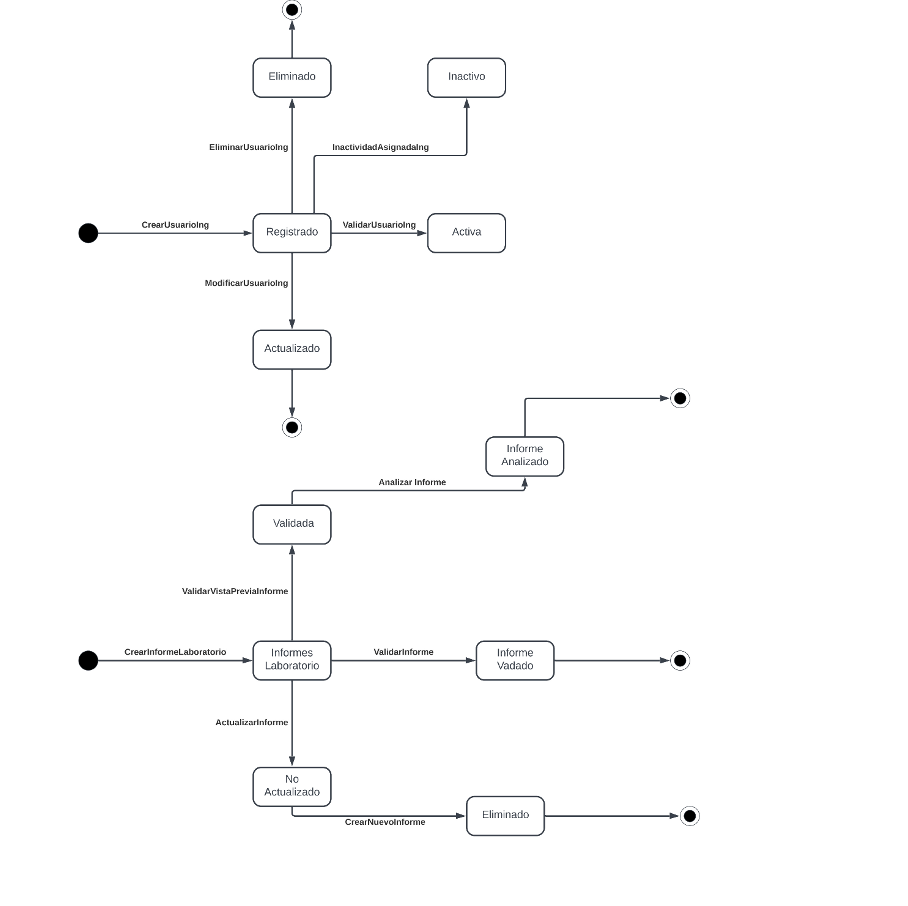 Eliminado
Inactivo
EliminarUsuarioIng
InactividadAsignadaIng
CrearUsuarioIng
Registrado
ValidarUsuarioIng
Activa
ModificarUsuarioIng
Actualizado
Informe
Analizado
Analizar Informe
Validada
ValidarVistaPreviaInforme
CrearInformeLaboratorio
Informes
Laboratorio
ValidarInforme
Informe
Vadado
ActualizarInforme
No
Actualizado
CrearNuevoInforme
Eliminado